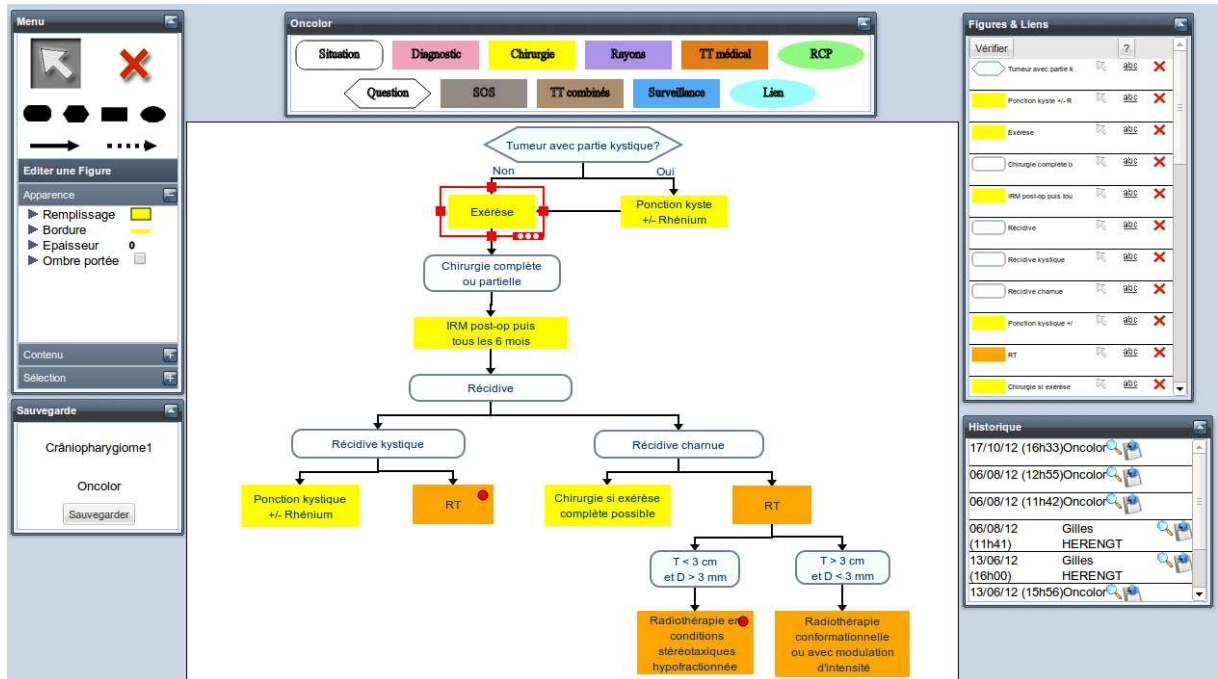 Menu
Editer une Figure
Apparence
Remplissage
Bordure
Epaisseur 0
Ombre portée
Contenu
Sélection
Sauvegarde
Crâniopharygiome1
Oncolor
Sauvegarder
Oncolor
Situation Diagnostic Chirurgie Rayons TT médical RCP
Question SOS TT combinés Surveillance Lien
Tumeur avec partie kystique?
Non Oui
Exérèse
Ponction kyste
+/- Rhénium
Chirurgie complète
ou partielle
IRM post-op puis
tous les 6 mois
Récidive
Récidive kystique
Récidive charnue
Ponction kystique
+/- Rhénium
RT
Chirurgie si exérèse
complète possible
RT
T < 3 cm
et D > 3 mm
T > 3 cm
et D < 3 mm
Radiothérapie en
conditions
stéréotaxiques
hypofractionnée
Radiothérapie
conformationnelle
ou avec modulation
d'intensité
Figures & Liens
Vérifier ?
Tumeur avec partie k abc
Ponction kyste +/- R abc
Exérèse abc
Chirurgie complète o abc
IRM post-op puis tou abc
Récidive abc
Récidive kystique abc
Récidive charnue abc
Ponction kystique +/ abc
RT abc
Chirurgie si exérèse abc
Historique
17/10/12 (16h33)Oncolor
06/08/12 (12h55)Oncolor
06/08/12 (11h42)Oncolor
06/08/12 Gilles
(11h41) HERENGT
13/06/12 Gilles
(16h00) HERENGT
13/06/12 (15h56)Oncolor